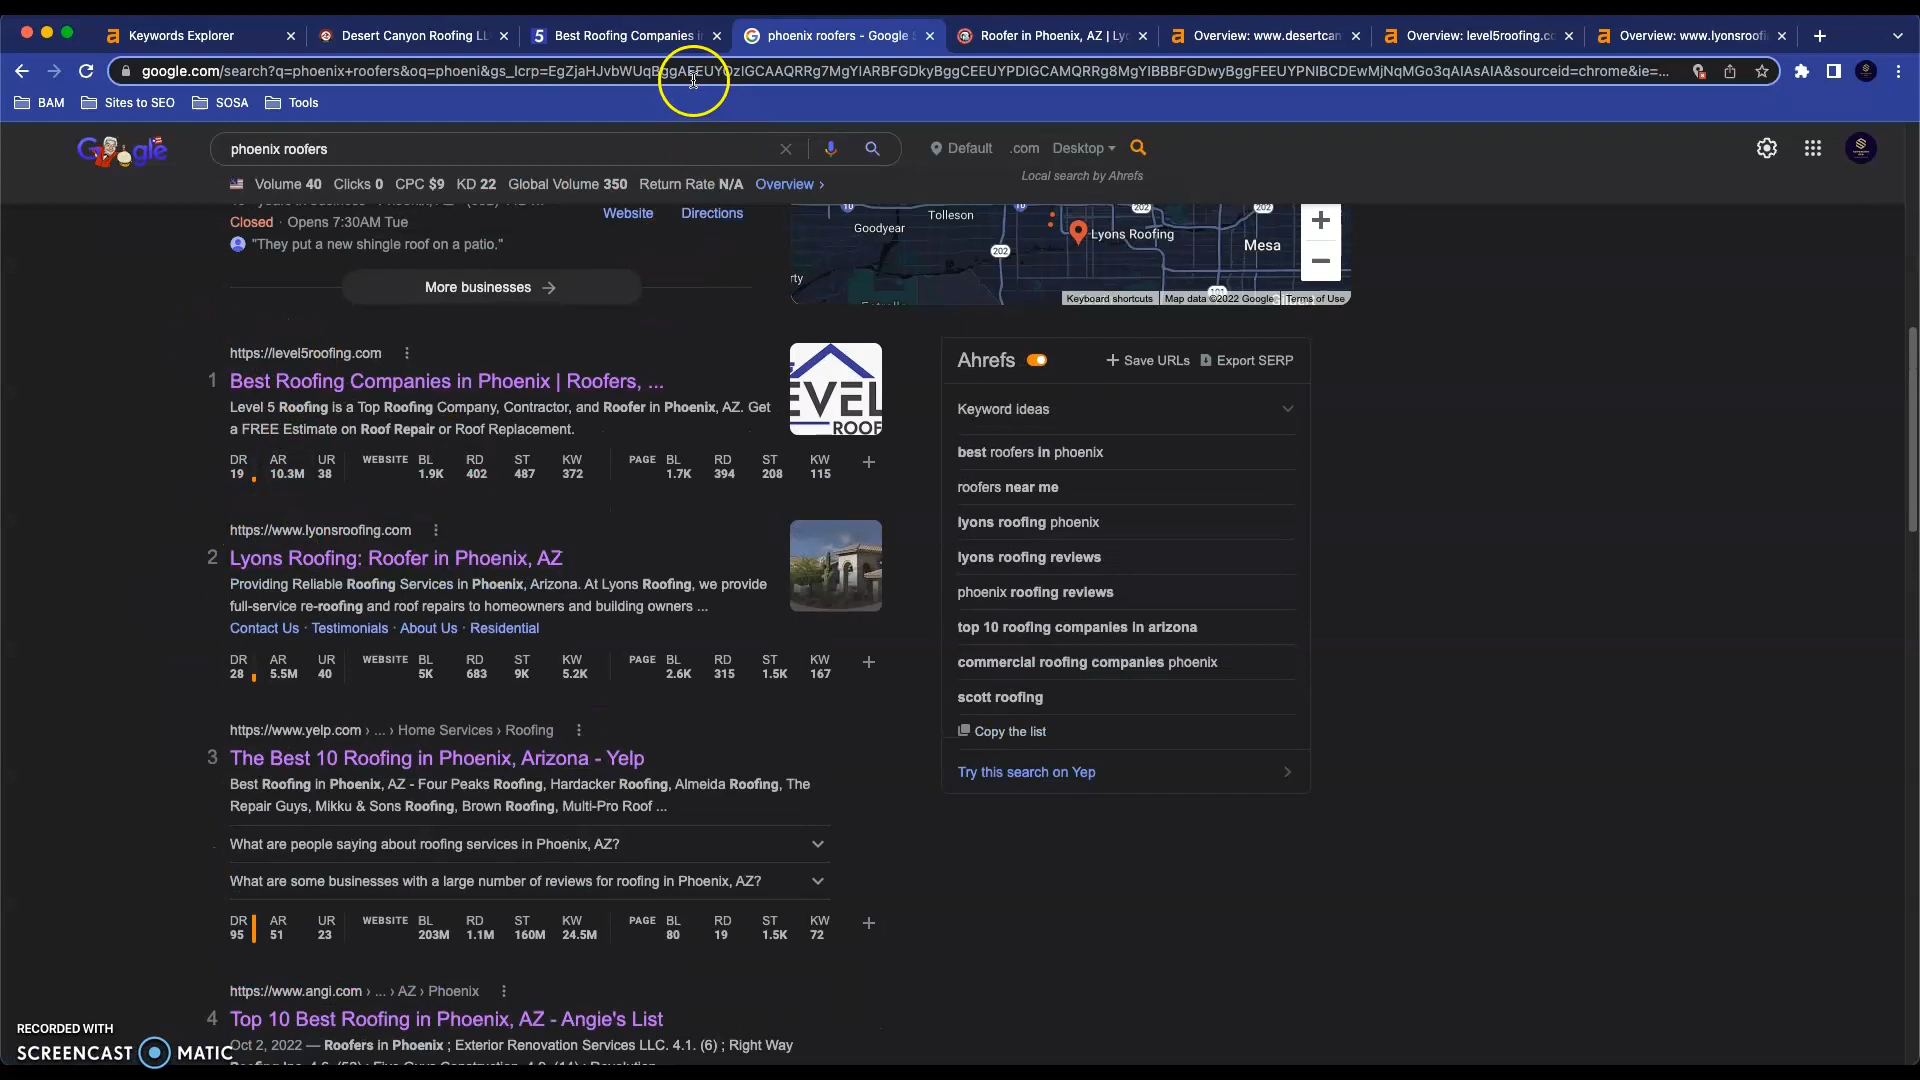 Keywords Explorer
Desert Canyon Roofing LL
Best Roofing Companies i
phoenix roofers - Google S
Roofer in Phoenix, AZ | Ly
Overview: www.desertcan
Overview: level5roofing.co
Overview: www.lyonsroofi
BAM
Sites to SEO
SOSA
Tools
Google
phoenix roofers
Default .com Desktop
Local search by Ahrefs
Volume 40 Clicks 0 CPC $9 KD 22 Global Volume 350 Return Rate N/A Overview ›
Closed · Opens 7:30AM Tue
"They put a new shingle roof on a patio."
Website Directions
More businesses →
Tolleson
Goodyear
Lyons Roofing
Mesa
10
10
202
202
202
101
rty
Keyboard shortcuts Map data ©2022 Google Terms of Use
https://level5roofing.com
1 Best Roofing Companies in Phoenix | Roofers, ...
Level 5 Roofing is a Top Roofing Company, Contractor, and Roofer in Phoenix, AZ. Get
a FREE Estimate on Roof Repair or Roof Replacement.
EVEL
ROOF
DR AR UR WEBSITE BL RD ST KW PAGE BL RD ST KW
19 10.3M 38 1.9K 402 487 372 1.7K 394 208 115
https://www.lyonsroofing.com
2 Lyons Roofing: Roofer in Phoenix, AZ
Providing Reliable Roofing Services in Phoenix, Arizona. At Lyons Roofing, we provide
full-service re-roofing and roof repairs to homeowners and building owners ...
Contact Us · Testimonials · About Us · Residential
DR AR UR WEBSITE BL RD ST KW PAGE BL RD ST KW
28 5.5M 40 5K 683 9K 5.2K 2.6K 315 1.5K 167
https://www.yelp.com › ... › Home Services › Roofing
3 The Best 10 Roofing in Phoenix, Arizona - Yelp
Best Roofing in Phoenix, AZ - Four Peaks Roofing, Hardacker Roofing, Almeida Roofing, The
Repair Guys, Mikku & Sons Roofing, Brown Roofing, Multi-Pro Roof ...
What are people saying about roofing services in Phoenix, AZ?
What are some businesses with a large number of reviews for roofing in Phoenix, AZ?
DR AR UR WEBSITE BL RD ST KW PAGE BL RD ST KW
95 51 23 203M 1.1M 160M 24.5M 80 19 1.5K 72
https://www.angi.com › ... › AZ › Phoenix
4 Top 10 Best Roofing in Phoenix, AZ - Angie's List
Oct 2, 2022 — Roofers in Phoenix ; Exterior Renovation Services LLC. 4.1. (6) ; Right Way
Ahrefs + Save URLs Export SERP
Keyword ideas
best roofers in phoenix
roofers near me
lyons roofing phoenix
lyons roofing reviews
phoenix roofing reviews
top 10 roofing companies in arizona
commercial roofing companies phoenix
scott roofing
Copy the list
Try this search on Yep
RECORDED WITH
SCREENCAST MATIC